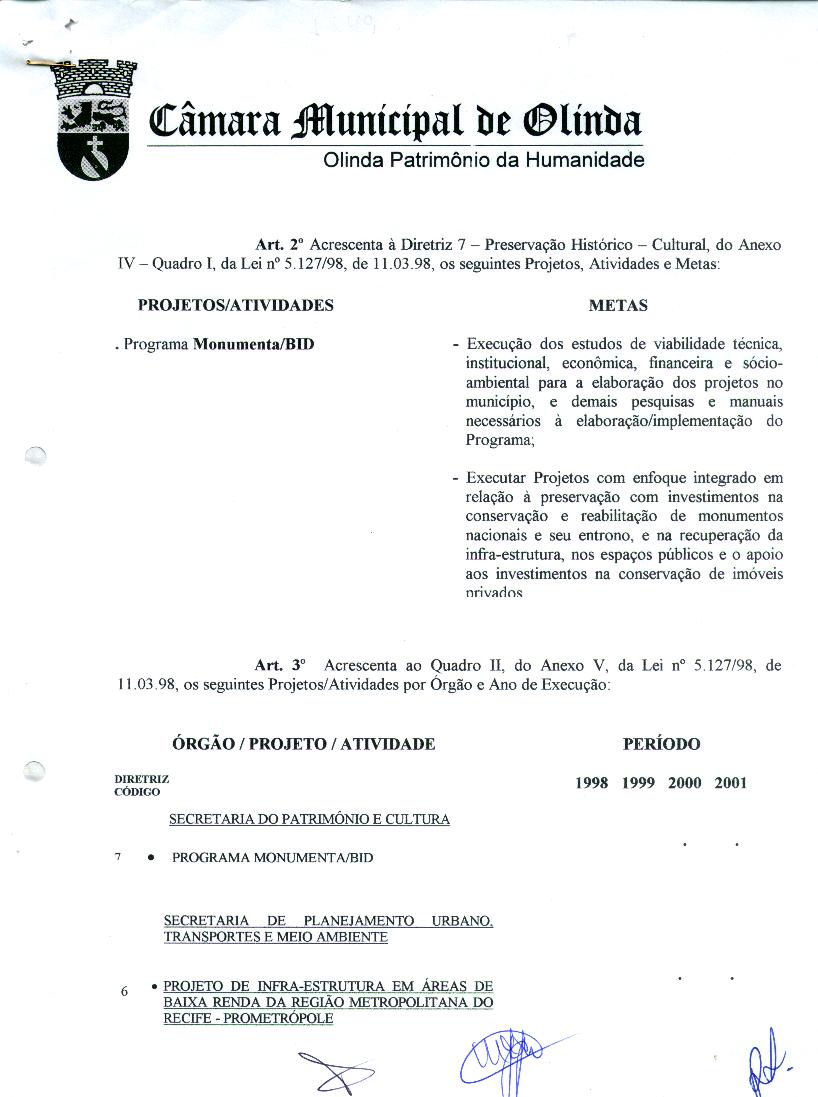 Câmara Municipal de Olinda
Olinda Patrimônio da Humanidade
Art. 2º Acrescenta à Diretriz 7 – Preservação Histórico – Cultural, do Anexo
IV – Quadro I, da Lei nº 5.127/98, de 11.03.98, os seguintes Projetos, Atividades e Metas:
PROJETOS/ATIVIDADES
METAS
. Programa Monumenta/BID
- Execução dos estudos de viabilidade técnica,
institucional, econômica, financeira e sócio-
ambiental para a elaboração dos projetos no
município, e demais pesquisas e manuais
necessários à elaboração/implementação do
Programa;
- Executar Projetos com enfoque integrado em
relação à preservação com investimentos na
conservação e reabilitação de monumentos
nacionais e seu entrono, e na recuperação da
infra-estrutura, nos espaços públicos e o apoio
aos investimentos na conservação de imóveis
privados
Art. 3º Acrescenta ao Quadro II, do Anexo V, da Lei nº 5.127/98, de
11.03.98, os seguintes Projetos/Atividades por Órgão e Ano de Execução:
ÓRGÃO / PROJETO / ATIVIDADE
PERÍODO
DIRETRIZ
CÓDIGO
1998 1999 2000 2001
SECRETARIA DO PATRIMÔNIO E CULTURA
7 • PROGRAMA MONUMENTA/BID
SECRETARIA DE PLANEJAMENTO URBANO,
TRANSPORTES E MEIO AMBIENTE
6 • PROJETO DE INFRA-ESTRUTURA EM ÁREAS DE
BAIXA RENDA DA REGIÃO METROPOLITANA DO
RECIFE - PROMETRÓPOLE